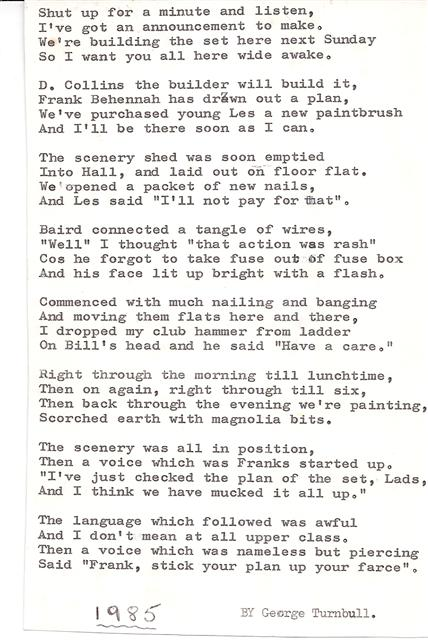 Shut up for a minute and listen,
I've got an announcement to make.
We're building the set here next Sunday
So I want you all here wide awake.
D. Collins the builder will build it,
Frank Behennah has drawn out a plan,
We've purchased young Les a new paintbrush
And I'll be there soon as I can.
The scenery shed was soon emptied
Into Hall, and laid out on floor flat.
We opened a packet of new nails,
And Les said "I'll not pay for that".
Baird connected a tangle of wires,
"Well" I thought "that action was rash"
Cos he forgot to take fuse out of fuse box
And his face lit up bright with a flash.
Commenced with much nailing and banging
And moving them flats here and there,
I dropped my club hammer from ladder
On Bill's head and he said "Have a care."
Right through the morning till lunchtime,
Then on again, right through till six,
Then back through the evening we're painting,
Scorched earth with magnolia bits.
The scenery was all in position,
Then a voice which was Franks started up.
"I've just checked the plan of the set, Lads,
And I think we have mucked it all up."
The language which followed was awful
And I don't mean at all upper class.
Then a voice which was nameless but piercing
Said "Frank, stick your plan up your farce".
1985
BY George Turnbull.